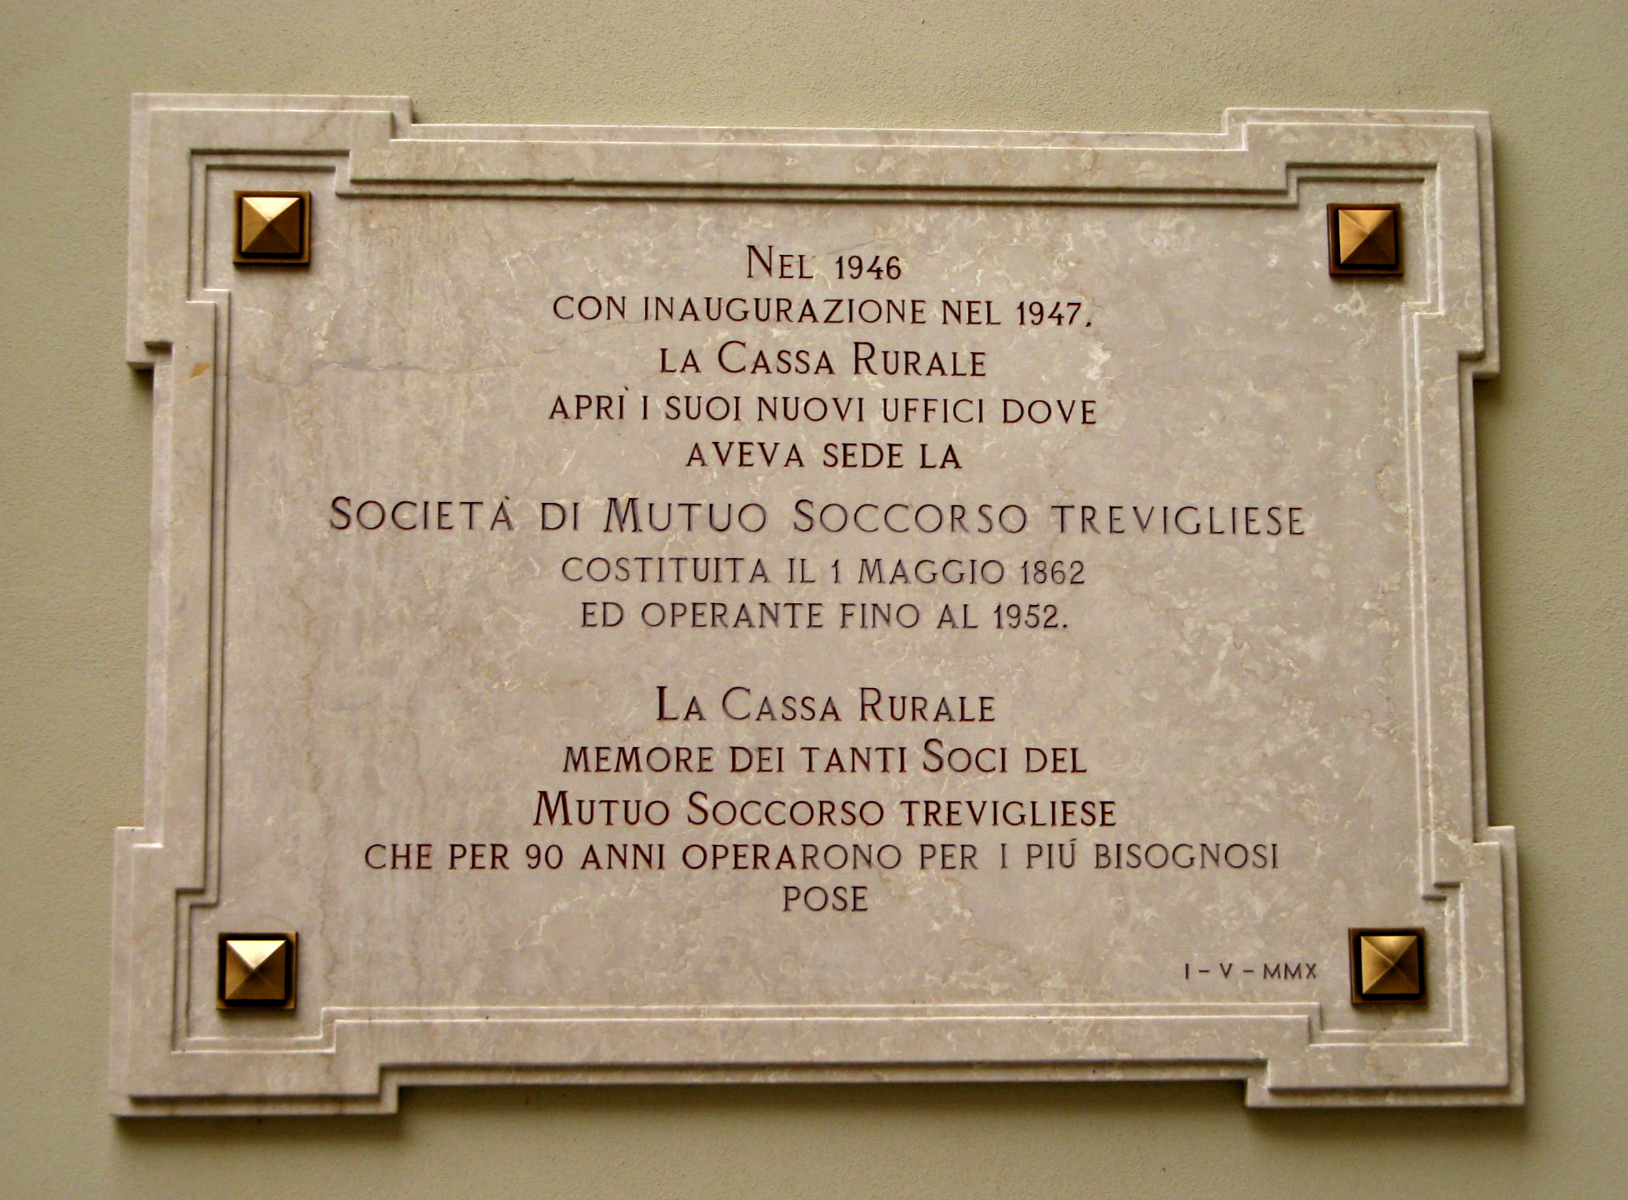 NEL 1946
CON INAUGURAZIONE NEL 1947,
LA CASSA RURALE
APRÌ I SUOI NUOVI UFFICI DOVE
AVEVA SEDE LA
SOCIETÀ DI MUTUO SOCCORSO TREVIGLIESE
COSTITUITA IL 1 MAGGIO 1862
ED OPERANTE FINO AL 1952.
LA CASSA RURALE
MEMORE DEI TANTI SOCI DEL
MUTUO SOCCORSO TREVIGLIESE
CHE PER 90 ANNI OPERARONO PER I PIÚ BISOGNOSI
POSE
I - V - MMX